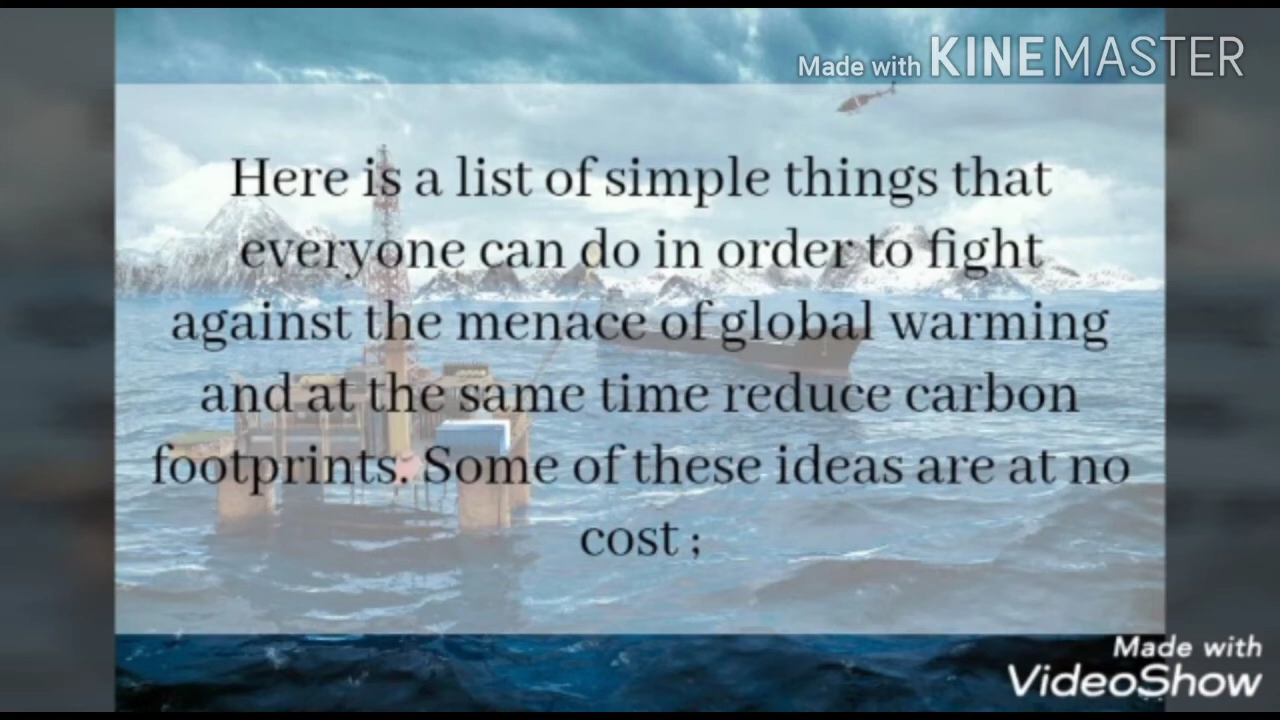 Made with KINEMASTER
Here is a list of simple things that
everyone can do in order to fight
against the menace of global warming
and at the same time reduce carbon
footprints. Some of these ideas are at no
cost ;
Made with
VideoShow